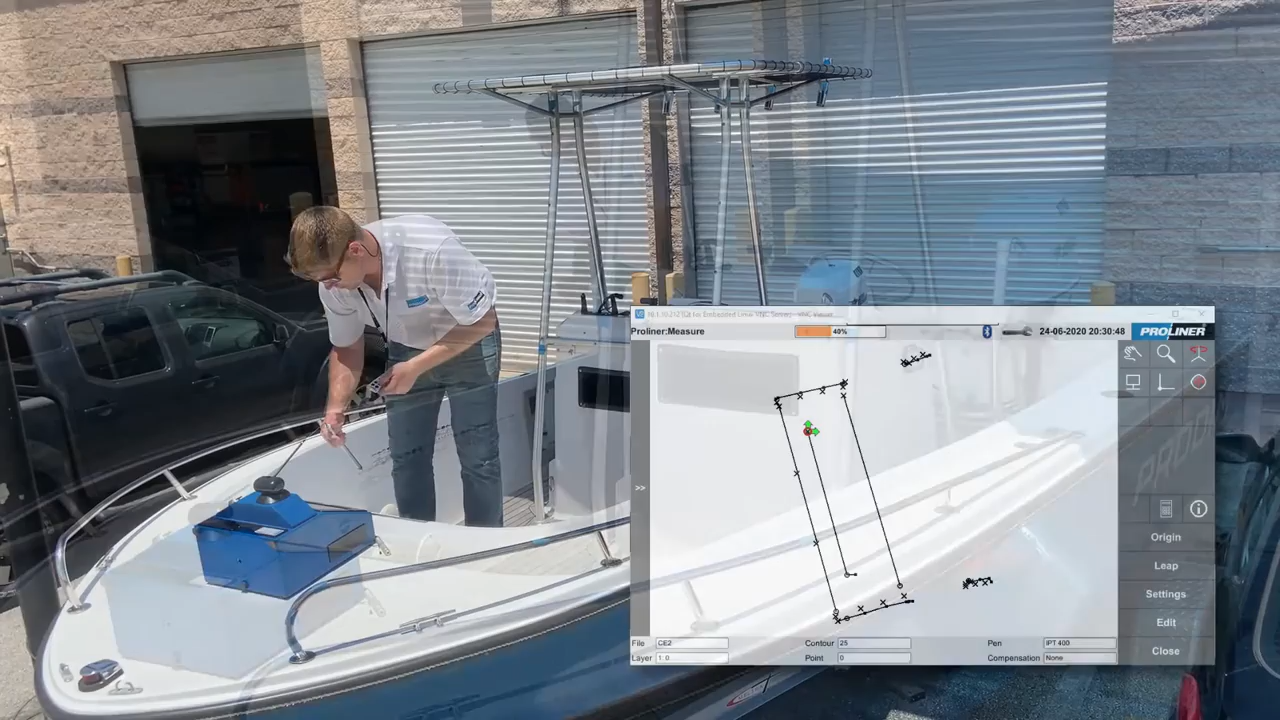 Proliner:Measure
40%
24-06-2020 20:30:48
PROLINER
>>
Origin
Leap
Settings
Edit
Close
File CE2
Contour 25
Pen IPT 400
Layer 1: 0
Point 0
Compensation None